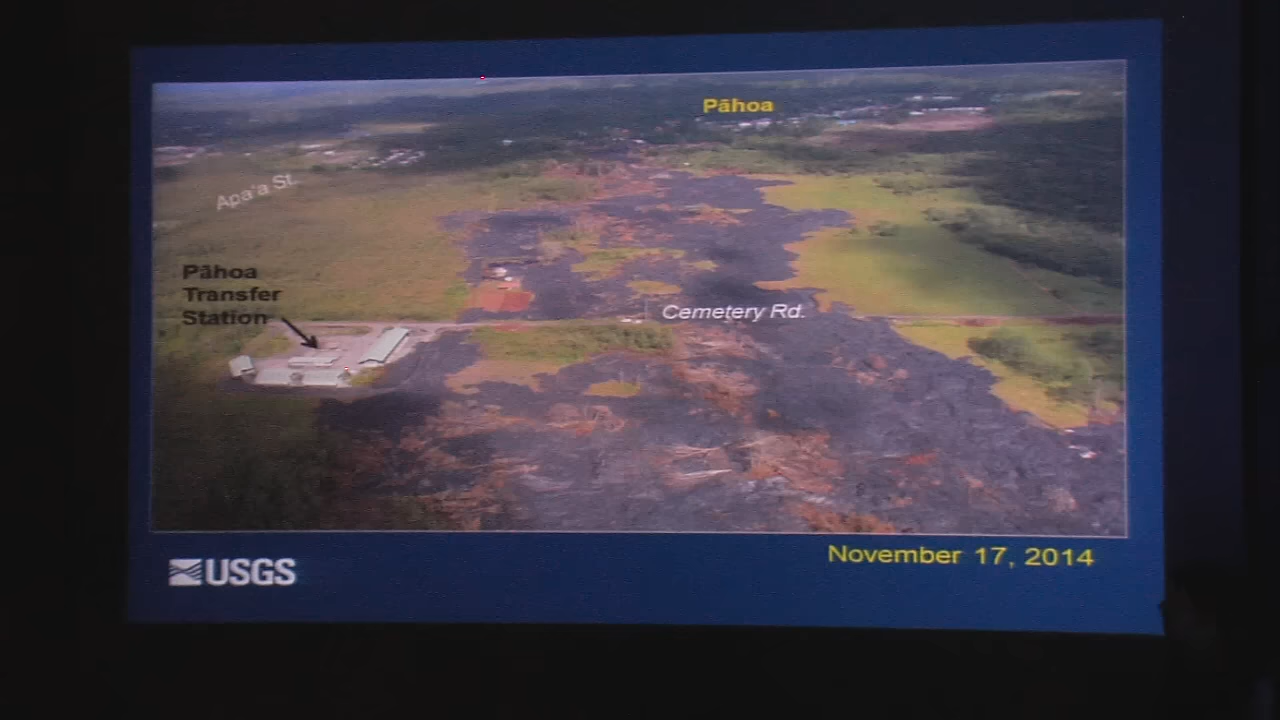 Pāhoa
Apa'a St.
Pāhoa
Transfer
Station
Cemetery Rd.
USGS
November 17, 2014